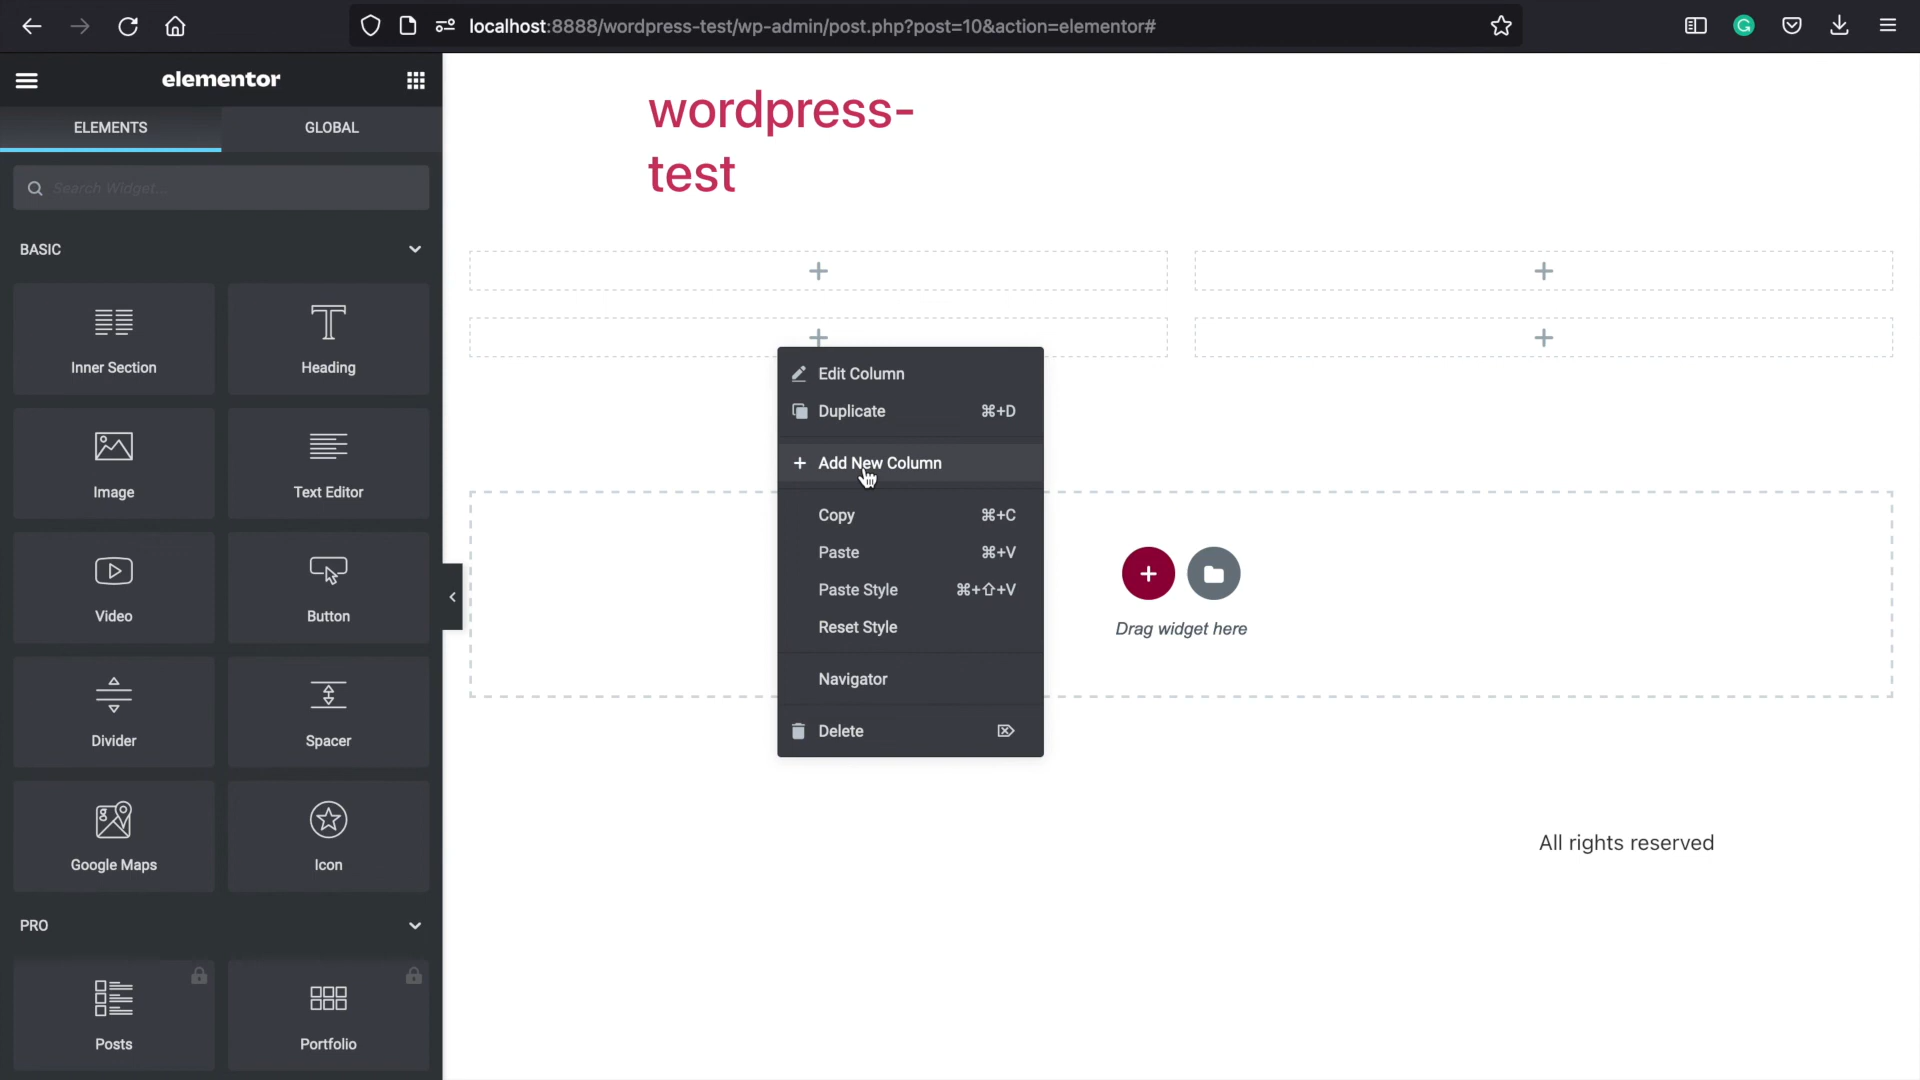 localhost:8888/wordpress-test/wp-admin/post.php?post=10&action=elementor#
elementor
ELEMENTS
GLOBAL
Search Widget...
BASIC
Inner Section
Heading
Image
Text Editor
Video
Button
Divider
Spacer
Google Maps
Icon
PRO
Posts
Portfolio
wordpress-
test
Edit Column
Duplicate ⌘+D
Add New Column
Copy ⌘+C
Paste ⌘+V
Paste Style ⌘+⇧+V
Reset Style
Navigator
Delete ⌦
Drag widget here
All rights reserved